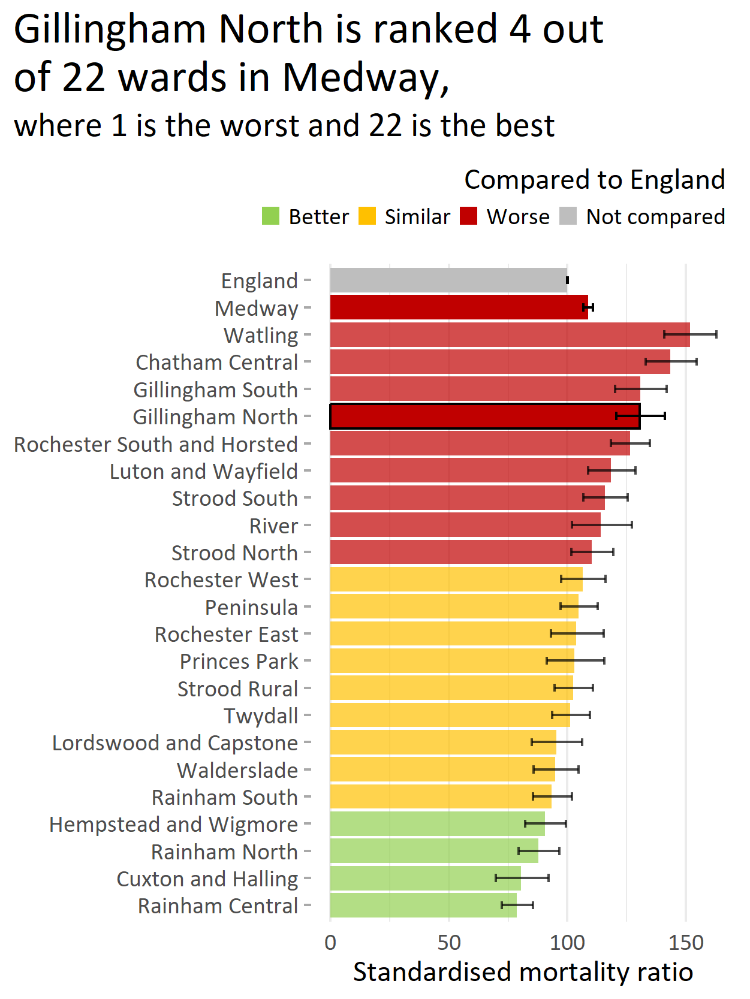 Gillingham North is ranked 4 out
of 22 wards in Medway,
where 1 is the worst and 22 is the best
Compared to England
Better Similar Worse Not compared
England
Medway
Watling
Chatham Central
Gillingham South
Gillingham North
Rochester South and Horsted
Luton and Wayfield
Strood South
River
Strood North
Rochester West
Peninsula
Rochester East
Princes Park
Strood Rural
Twydall
Lordswood and Capstone
Walderslade
Rainham South
Hempstead and Wigmore
Rainham North
Cuxton and Halling
Rainham Central
0 50 100 150
Standardised mortality ratio